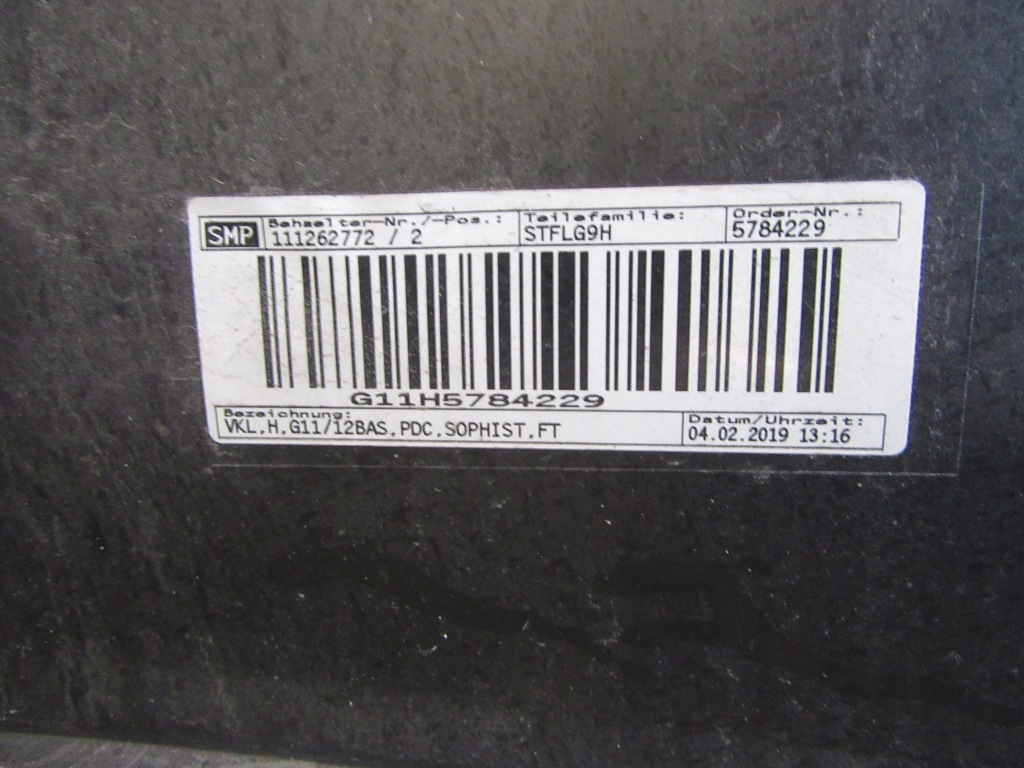 SMP
Behaelter-Nr./-Pos.:
111262772 / 2
Teilefamilie:
STFLG9H
Order-Nr.:
5784229
G11H5784229
Bezeichnung:
VKL,H,G11/12BAS,PDC,SOPHIST,FT
Datum/Uhrzeit:
04.02.2019 13:16